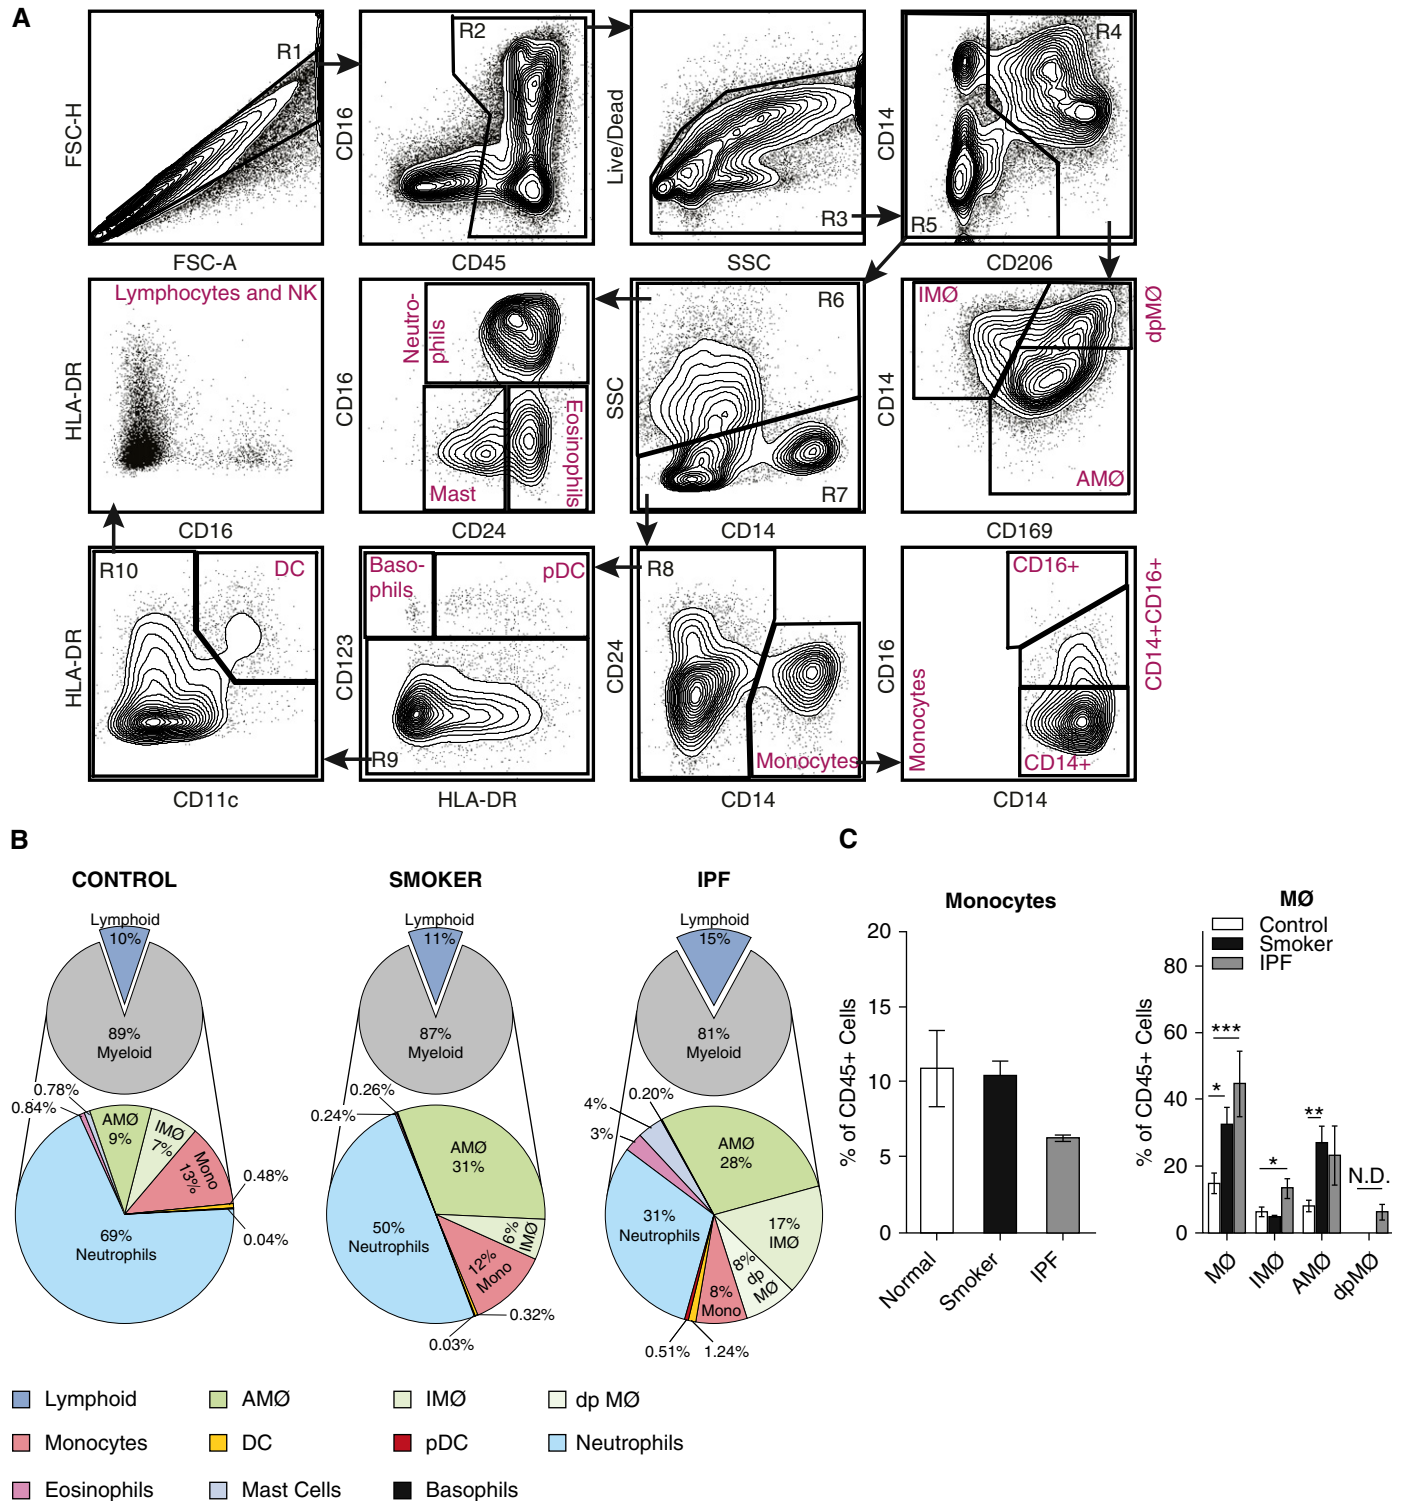 A
R1
FSC-H
FSC-A
R2
CD16
CD45
Live/Dead
R3
SSC
R4
R5
CD14
CD206
Lymphocytes and NK
HLA-DR
CD16
Neutro-
phils
Eosinophils
Mast
CD16
CD24
R6
R7
SSC
CD14
IMØ
dpMØ
AMØ
CD14
CD169
R10
DC
HLA-DR
CD11c
Baso-
phils
pDC
R9
CD123
HLA-DR
R8
Monocytes
CD24
CD14
CD16+
CD14+CD16+
CD14+
Monocytes
CD16
CD14
B
CONTROL
Lymphoid
10%
89%
Myeloid
0.78%
0.84%
AMØ
9%
IMØ
7%
Mono
13%
0.48%
0.04%
69%
Neutrophils
SMOKER
Lymphoid
11%
87%
Myeloid
0.26%
0.24%
AMØ
31%
6%
IMØ
12%
Mono
0.32%
0.03%
50%
Neutrophils
IPF
Lymphoid
15%
81%
Myeloid
0.20%
4%
3%
AMØ
28%
17%
IMØ
8%
dp
MØ
8%
Mono
1.24%
0.51%
31%
Neutrophils
Lymphoid
AMØ
IMØ
dp MØ
Monocytes
DC
pDC
Neutrophils
Eosinophils
Mast Cells
Basophils
C
Monocytes
% of CD45+ Cells
20
15
10
5
0
Normal
Smoker
IPF
MØ
Control
Smoker
IPF
% of CD45+ Cells
80
60
40
20
0
***
*
*
**
N.D.
MØ
IMØ
AMØ
dpMØ